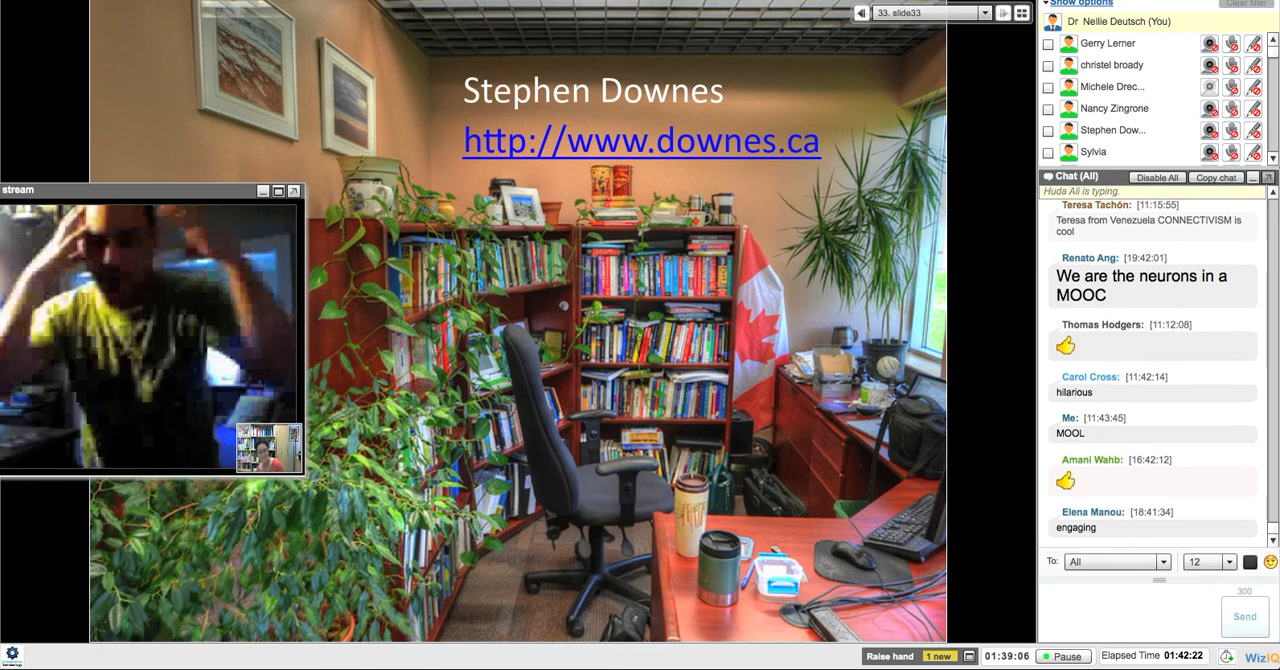 Show options
Clear filter
33. slide33
Dr Nellie Deutsch (You)
Gerry Lerner
christel broady
Michele Drec...
Nancy Zingrone
Stephen Dow...
Sylvia
Stephen Downes
http://www.downes.ca
stream
Chat (All)
Disable All
Copy chat
Huda Ali is typing.
Teresa Tachón: [11:15:55]
Teresa from Venezuela CONNECTIVISM is
cool
Renato Ang: [19:42:01]
We are the neurons in a
MOOC
Thomas Hodgers: [11:12:08]
Carol Cross: [11:42:14]
hilarious
Me: [11:43:45]
MOOL
Amani Wahb: [16:42:12]
Elena Manou: [18:41:34]
engaging
To: All 12
300
Send
Raise hand 1 new 01:39:06 Pause Elapsed Time 01:42:22 WizIQ